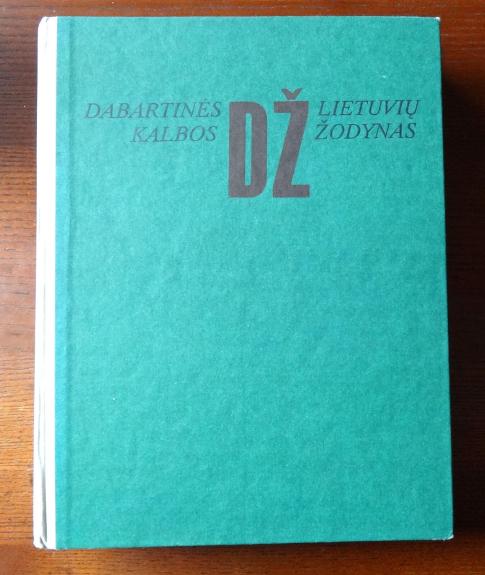 DABARTINĖS LIETUVIŲ
KALBOS ŽODYNAS
DŽ